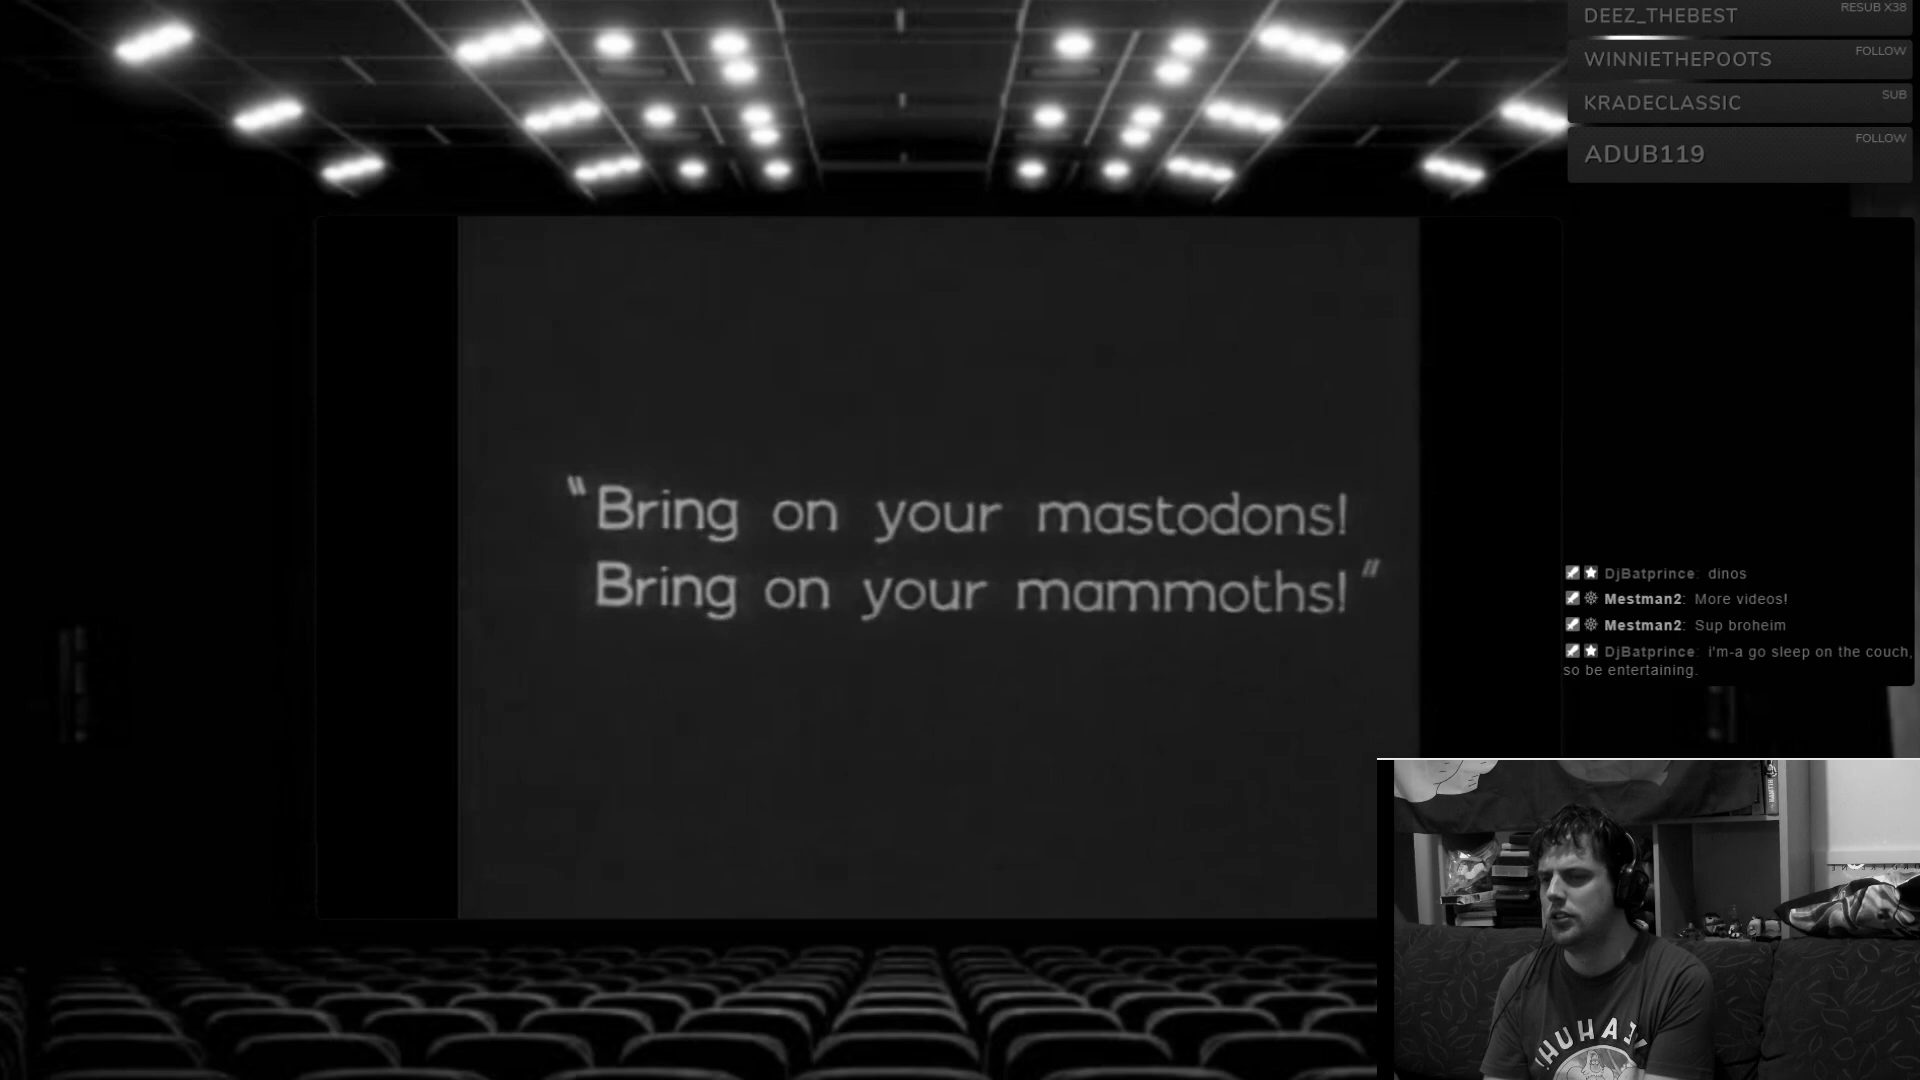 DEEZ_THEBEST RESUB X38
WINNIETHEPOOTS FOLLOW
KRADECLASSIC SUB
ADUB119 FOLLOW
"Bring on your mastodons!
Bring on your mammoths!"
DjBatprince: dinos
Mestman2: More videos!
Mestman2: Sup broheim
DjBatprince: i'm-a go sleep on the couch,
so be entertaining.